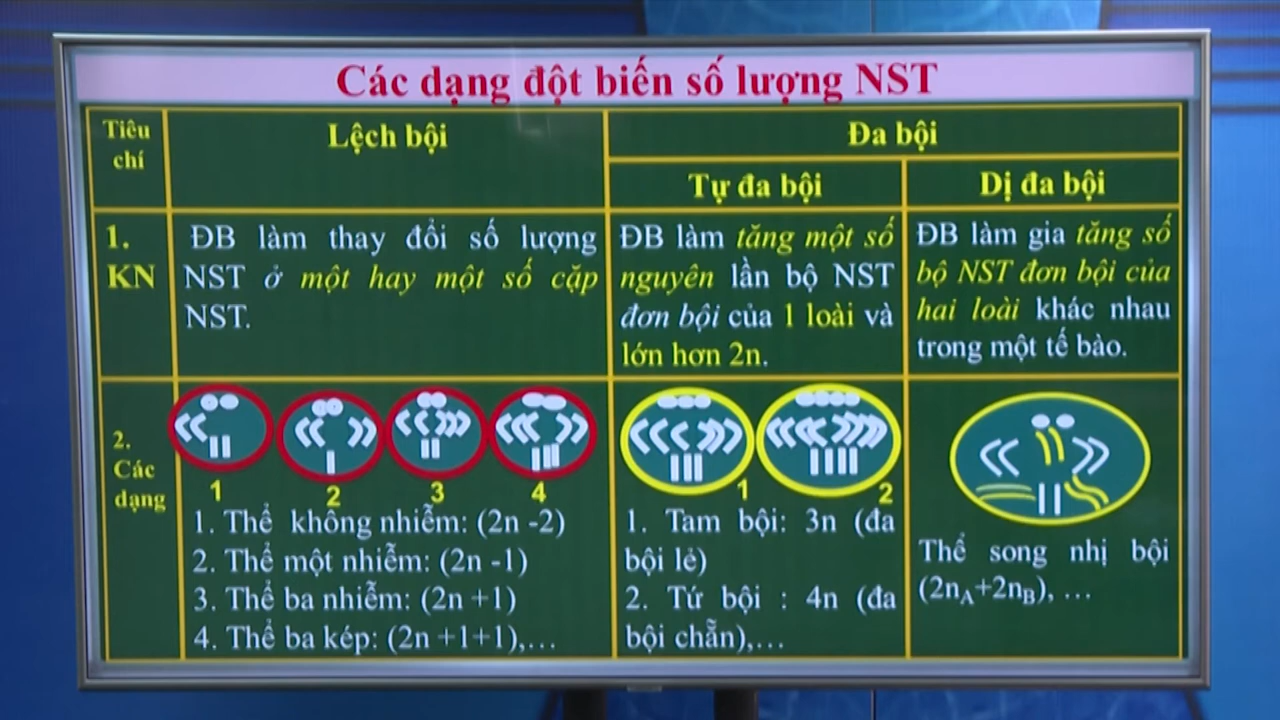 Các dạng đột biến số lượng NST
Tiêu
chí
Lệch bội
Đa bội
Tự đa bội
Dị đa bội
1.
KN
ĐB làm thay đổi số lượng
NST ở một hay một số cặp
NST.
ĐB làm tăng một số
nguyên lần bộ NST
đơn bội của 1 loài và
lớn hơn 2n.
ĐB làm gia tăng số
bộ NST đơn bội của
hai loài khác nhau
trong một tế bào.
2.
Các
dạng
1 2 3 4
1. Thể không nhiễm: (2n -2)
2. Thể một nhiễm: (2n -1)
3. Thể ba nhiễm: (2n +1)
4. Thể ba kép: (2n +1+1),…
1 2
1. Tam bội: 3n (đa
bội lẻ)
2. Tứ bội : 4n (đa
bội chẵn),…
Thể song nhị bội
(2nA+2nB), …